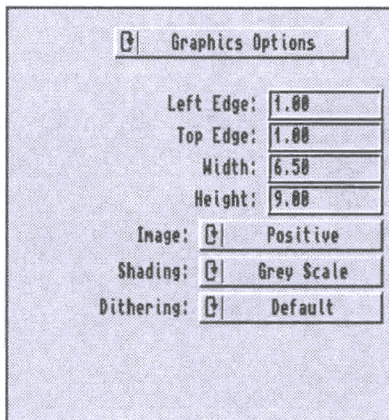 Graphics Options
Left Edge: 1.00
Top Edge: 1.00
Width: 6.50
Height: 9.00
Image: Positive
Shading: Grey Scale
Dithering: Default